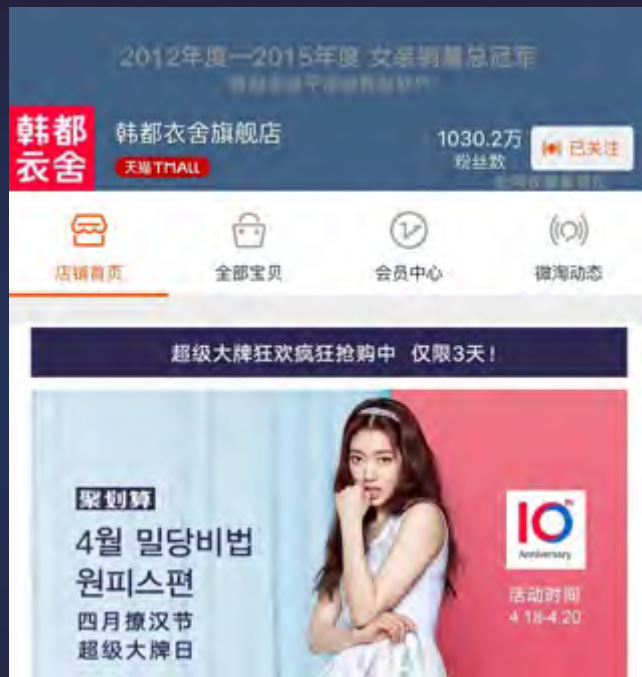 2012年度—2015年度 女装销量总冠军
韩都
衣舍
韩都衣舍旗舰店
天猫TMALL
1030.2万
粉丝数
已关注
店铺首页
全部宝贝
会员中心
微淘动态
超级大牌狂欢疯狂抢购中 仅限3天!
聚划算
4월 밀당비법
원피스편
四月撩汉节
超级大牌日
10TH
Anniversary
活动时间
4.18-4.20